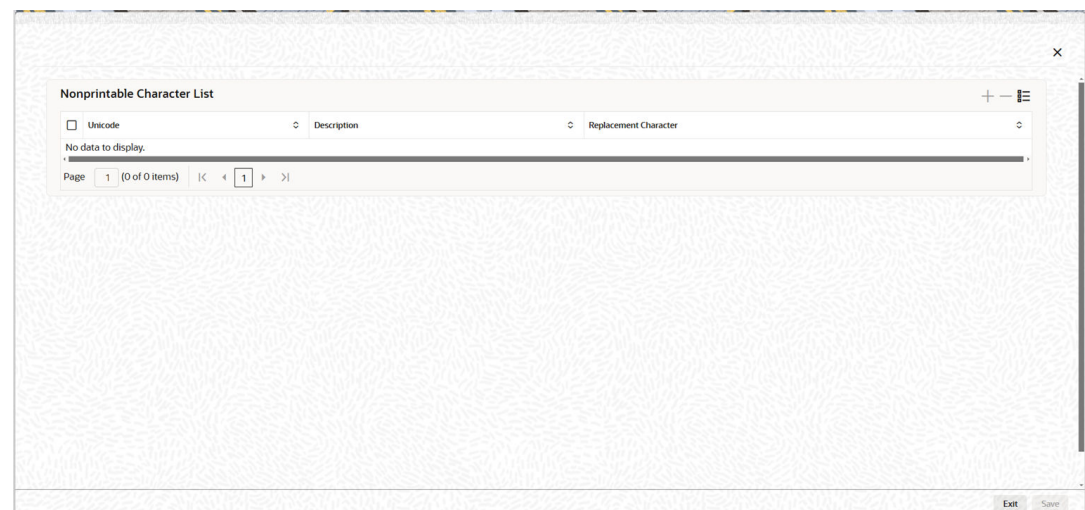 Nonprintable Character List
Unicode Description Replacement Character
No data to display.
Page 1 (0 of 0 items) 1
Exit Save